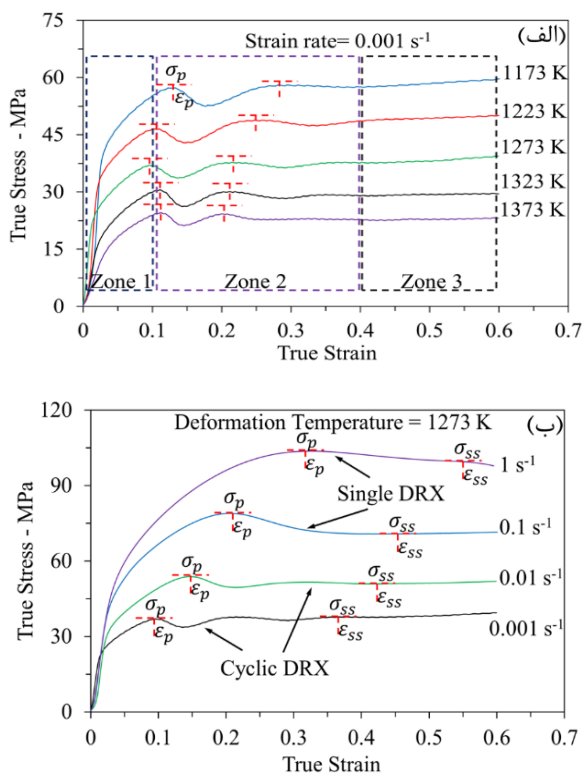 (الف)
Strain rate= 0.001 s⁻¹
True Stress - MPa
75
60
45
30
15
0
σₚ
εₚ
1173 K
1223 K
1273 K
1323 K
1373 K
Zone 1
Zone 2
Zone 3
0 0.1 0.2 0.3 0.4 0.5 0.6 0.7
True Strain
(ب)
Deformation Temperature = 1273 K
True Stress - MPa
120
90
60
30
0
σₚ
εₚ
σₛₛ
εₛₛ
1 s⁻¹
Single DRX
σₚ
εₚ
σₛₛ
εₛₛ
0.1 s⁻¹
σₚ
εₚ
σₛₛ
εₛₛ
0.01 s⁻¹
σₚ
εₚ
σₛₛ
εₛₛ
0.001 s⁻¹
Cyclic DRX
0 0.1 0.2 0.3 0.4 0.5 0.6 0.7
True Strain